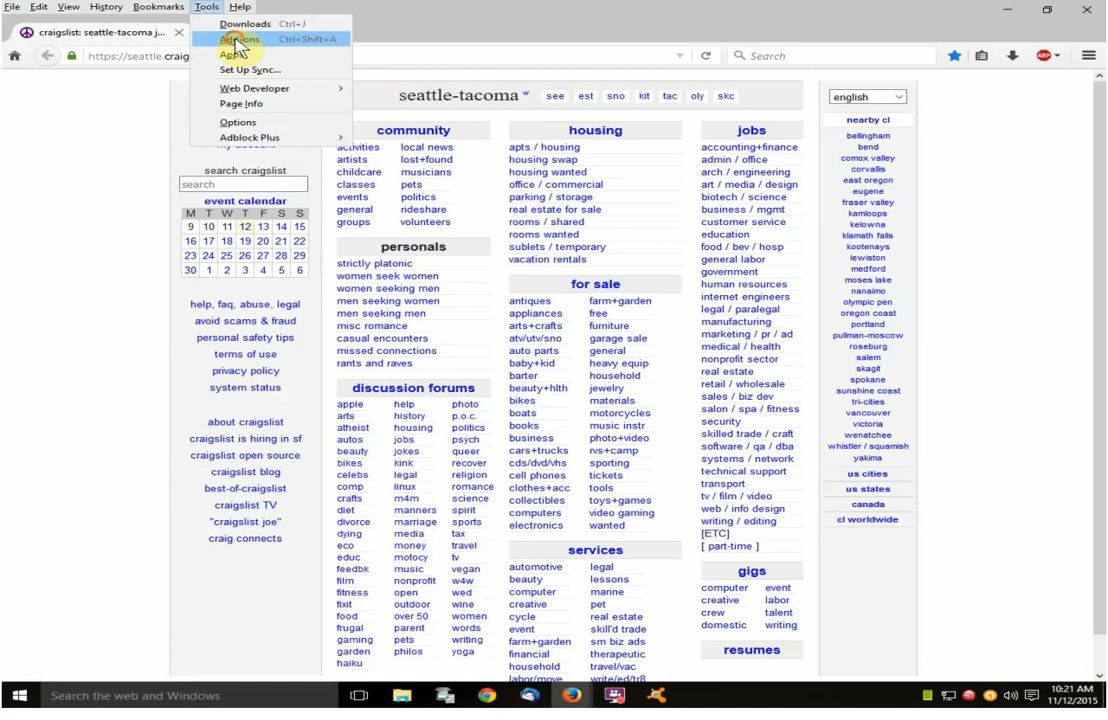 File Edit View History Bookmarks Tools Help
craigslist: seattle-tacoma j...
https://seattle.craig
Search
Downloads Ctrl+J
Add-ons Ctrl+Shift+A
Apps
Set Up Sync...
Web Developer
Page Info
Options
Adblock Plus
my account
search craigslist
search
event calendar
M T W T F S S
9 10 11 12 13 14 15
16 17 18 19 20 21 22
23 24 25 26 27 28 29
30 1 2 3 4 5 6
help, faq, abuse, legal
avoid scams & fraud
personal safety tips
terms of use
privacy policy
system status
about craigslist
craigslist is hiring in sf
craigslist open source
craigslist blog
best-of-craigslist
craigslist TV
"craigslist joe"
craig connects
seattle-tacoma w see est sno kit tac oly skc
community
activities local news
artists lost+found
childcare musicians
classes pets
events politics
general rideshare
groups volunteers
personals
strictly platonic
women seek women
women seeking men
men seeking women
men seeking men
misc romance
casual encounters
missed connections
rants and raves
discussion forums
apple help photo
arts history p.o.c.
atheist housing politics
autos jobs psych
beauty jokes queer
bikes kink recover
celebs legal religion
comp linux romance
crafts m4m science
diet manners spirit
divorce marriage sports
dying media tax
eco money travel
educ motocy tv
feedbk music vegan
film nonprofit w4w
fitness open wed
fixit outdoor wine
food over 50 women
frugal parent words
gaming pets writing
garden philos yoga
haiku
housing
apts / housing
housing swap
housing wanted
office / commercial
parking / storage
real estate for sale
rooms / shared
rooms wanted
sublets / temporary
vacation rentals
for sale
antiques farm+garden
appliances free
arts+crafts furniture
atv/utv/sno garage sale
auto parts general
baby+kid heavy equip
barter household
beauty+hlth jewelry
bikes materials
boats motorcycles
books music instr
business photo+video
cars+trucks rvs+camp
cds/dvd/vhs sporting
cell phones tickets
clothes+acc tools
collectibles toys+games
computers video gaming
electronics wanted
services
automotive legal
beauty lessons
computer marine
creative pet
cycle real estate
event skill'd trade
farm+garden sm biz ads
financial therapeutic
household travel/vac
labor/move write/ed/tr8
jobs
accounting+finance
admin / office
arch / engineering
art / media / design
biotech / science
business / mgmt
customer service
education
food / bev / hosp
general labor
government
human resources
internet engineers
legal / paralegal
manufacturing
marketing / pr / ad
medical / health
nonprofit sector
real estate
retail / wholesale
sales / biz dev
salon / spa / fitness
security
skilled trade / craft
software / qa / dba
systems / network
technical support
transport
tv / film / video
web / info design
writing / editing
[ETC]
[ part-time ]
gigs
computer event
creative labor
crew talent
domestic writing
resumes
english
nearby cl
bellingham
bend
comox valley
corvallis
east oregon
eugene
fraser valley
kamloops
kelowna
klamath falls
kootenays
lewiston
medford
moses lake
nanaimo
olympic pen
oregon coast
portland
pullman-moscow
roseburg
salem
skagit
spokane
sunshine coast
tri-cities
vancouver
victoria
wenatchee
whistler / squamish
yakima
us cities
us states
canada
cl worldwide
Search the web and Windows
10:21 AM
11/12/2015